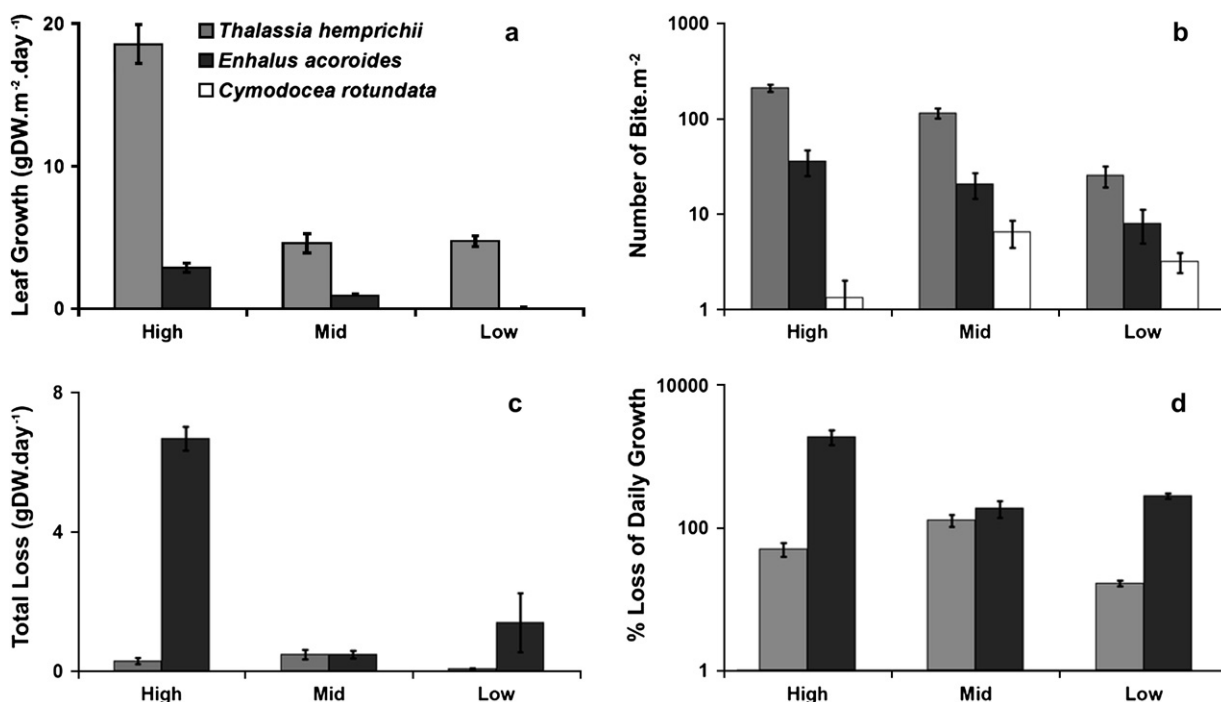 Leaf Growth (gDW.m⁻².day⁻¹)
20
10
0
High
Mid
Low
Thalassia hemprichii
Enhalus acoroides
Cymodocea rotundata
a
Number of Bite.m⁻²
1000
100
10
1
High
Mid
Low
b
Total Loss (gDW.day⁻¹)
8
4
0
High
Mid
Low
c
% Loss of Daily Growth
10000
100
1
High
Mid
Low
d